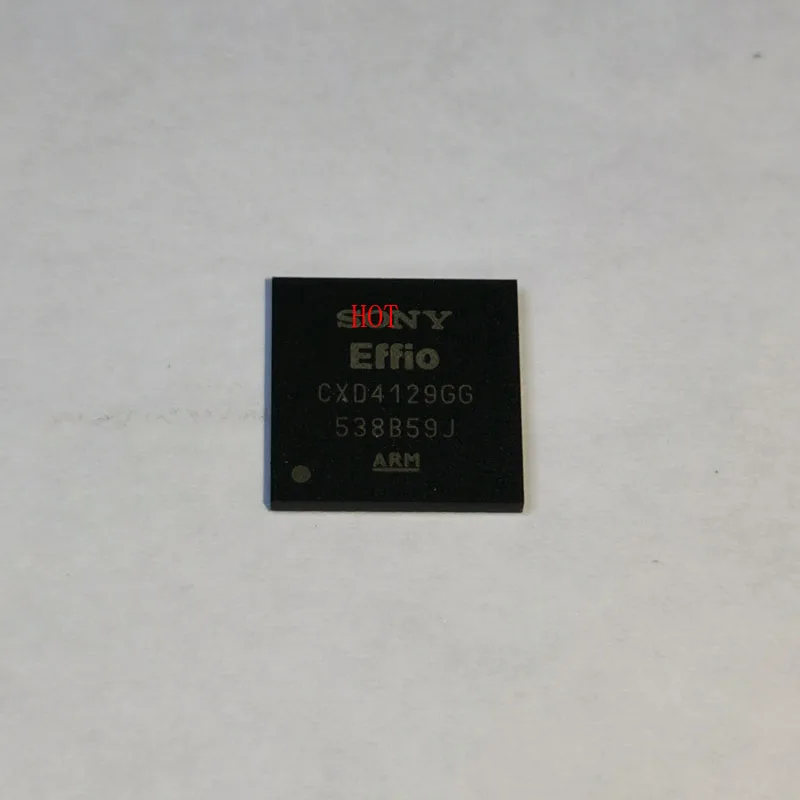 HOT
SONY
Effio
CXD4129GG
538B59J
ARM